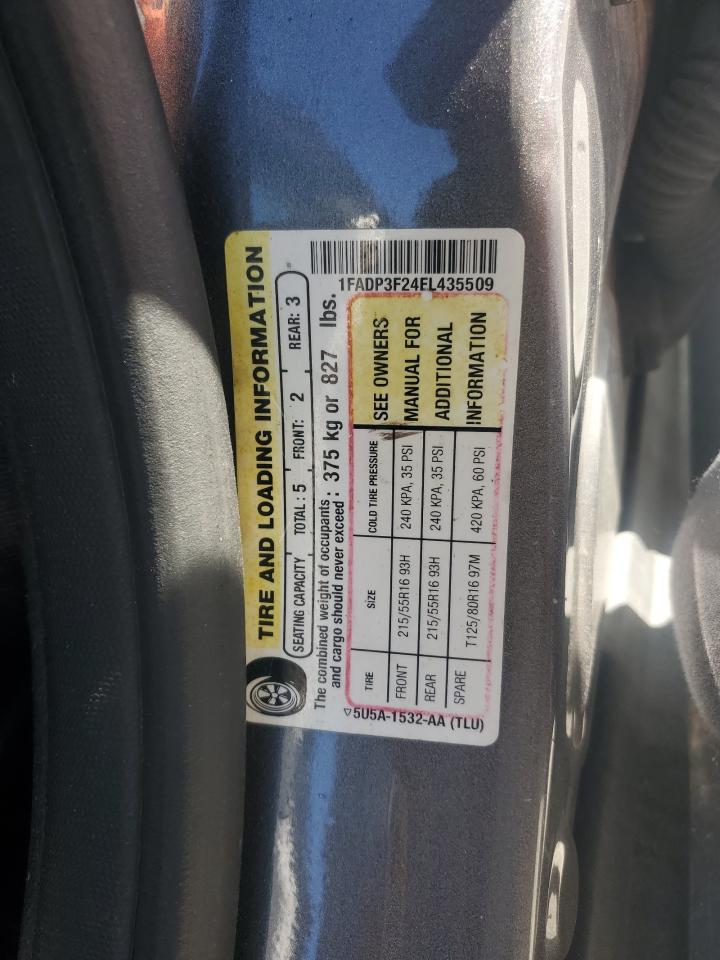 TIRE AND LOADING INFORMATION
SEATING CAPACITY TOTAL: 5 FRONT: 2 REAR: 3
The combined weight of occupants and cargo should never exceed: 375 kg or 827 lbs.
1FADP3F24EL435509
TIRE SIZE COLD TIRE PRESSURE
FRONT 215/55R16 93H 240 KPA, 35 PSI
REAR 215/55R16 93H 240 KPA, 35 PSI
SPARE T125/80R16 97M 420 KPA, 60 PSI
SEE OWNERS
MANUAL FOR
ADDITIONAL
INFORMATION
5U5A-1532-AA (TLU)